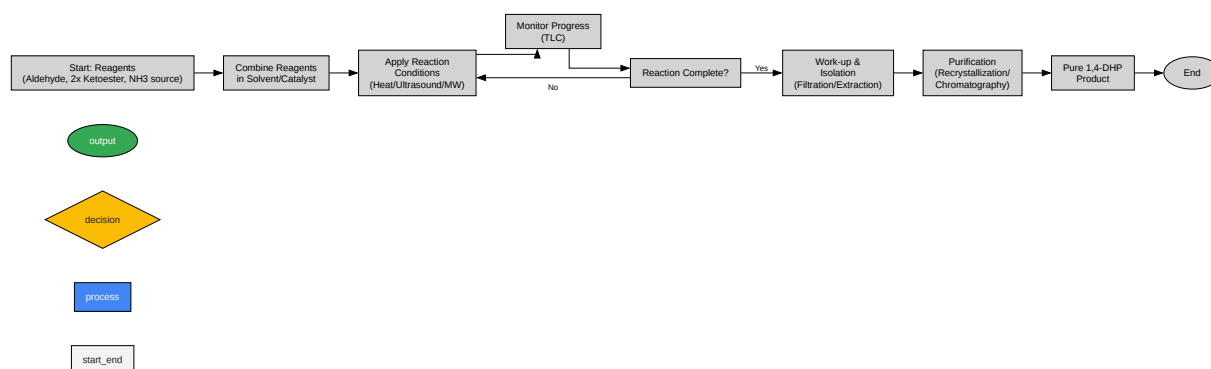 Start: Reagents
(Aldehyde, 2x Ketoester, NH3 source)
Combine Reagents
in Solvent/Catalyst
Apply Reaction
Conditions
(Heat/Ultrasound/MW)
Monitor Progress
(TLC)
Reaction Complete?
No
Yes
Work-up &
Isolation
(Filtration/Extraction)
Purification
(Recrystallization/
Chromatography)
Pure 1,4-DHP
Product
End
output
decision
process
start_end